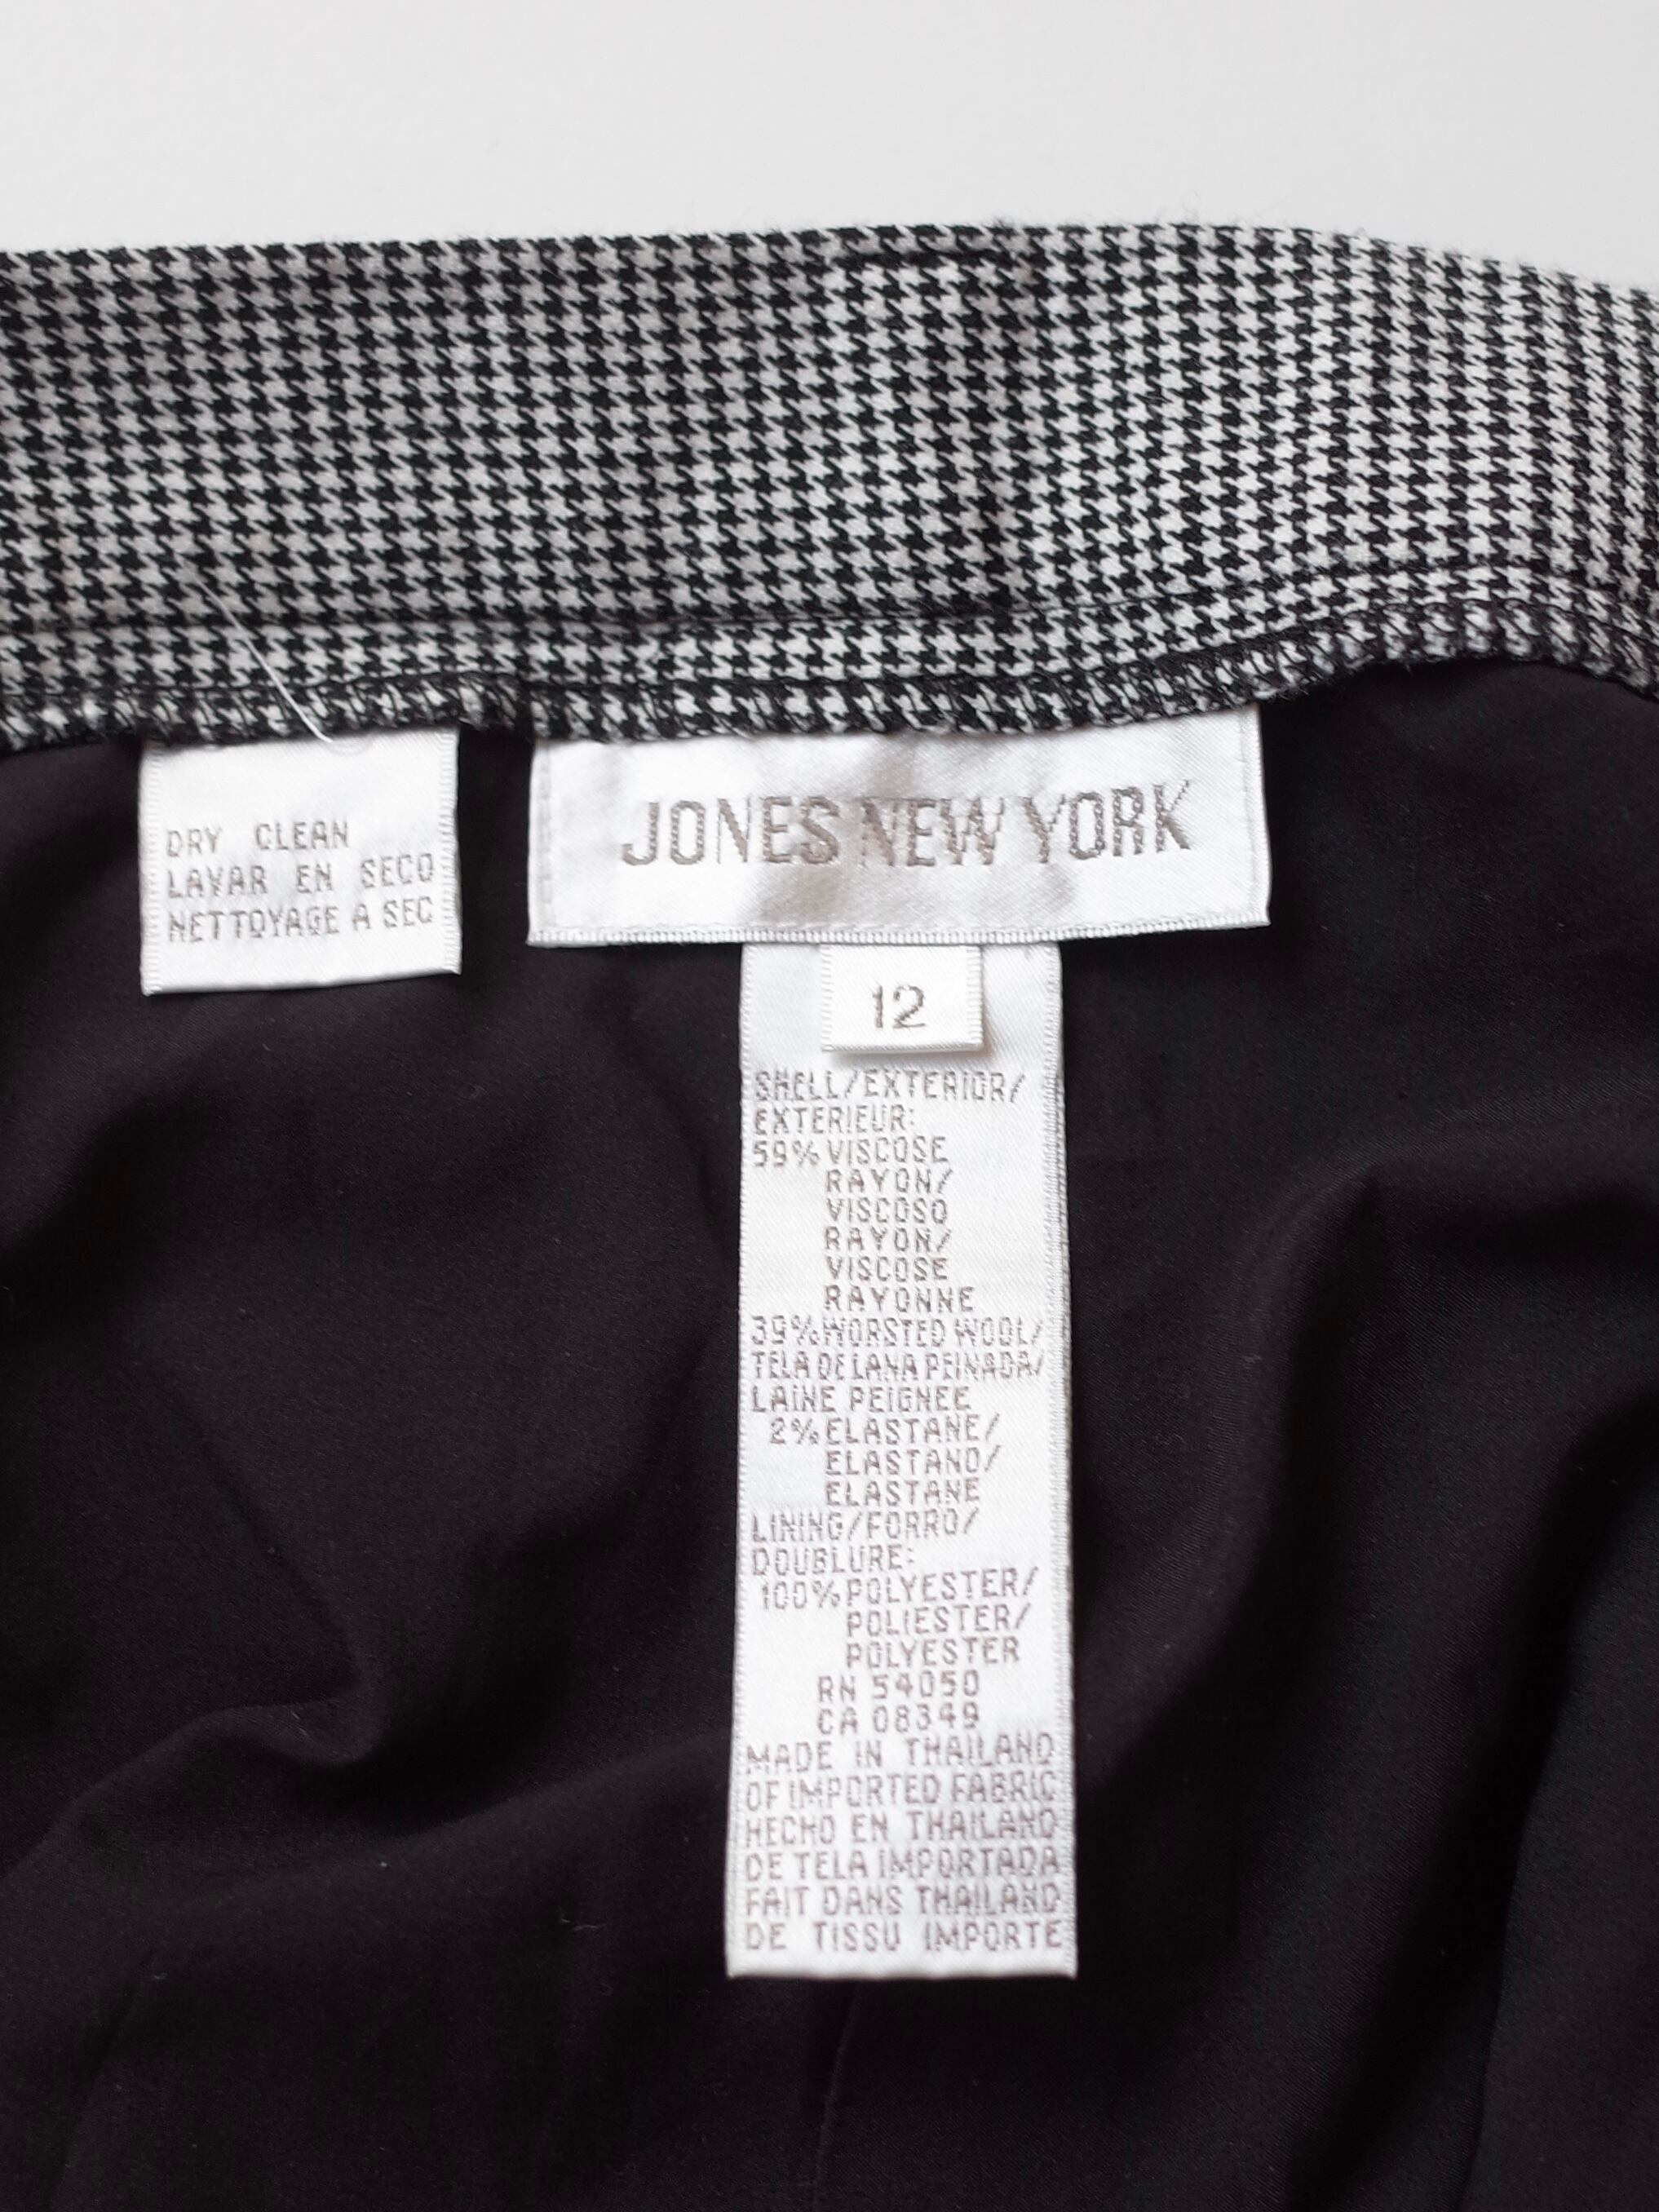 DRY CLEAN
LAVAR EN SECO
NETTOYAGE A SEC
JONES NEW YORK
12
SHELL/EXTERIOR/
EXTERIEUR:
59% VISCOSE
RAYON/
VISCOSO
RAYON/
VISCOSE
RAYONNE
39% WORSTED WOOL/
TELA DE LANA PEINADA/
LAINE PEIGNEE
2% ELASTANE/
ELASTANO/
ELASTANE
LINING/FORRO/
DOUBLURE:
100% POLYESTER/
POLIESTER/
POLYESTER
RN 54050
CA 08349
MADE IN THAILAND
OF IMPORTED FABRIC
HECHO EN THAILAND
DE TELA IMPORTADA
FAIT DANS THAILAND
DE TISSU IMPORTE